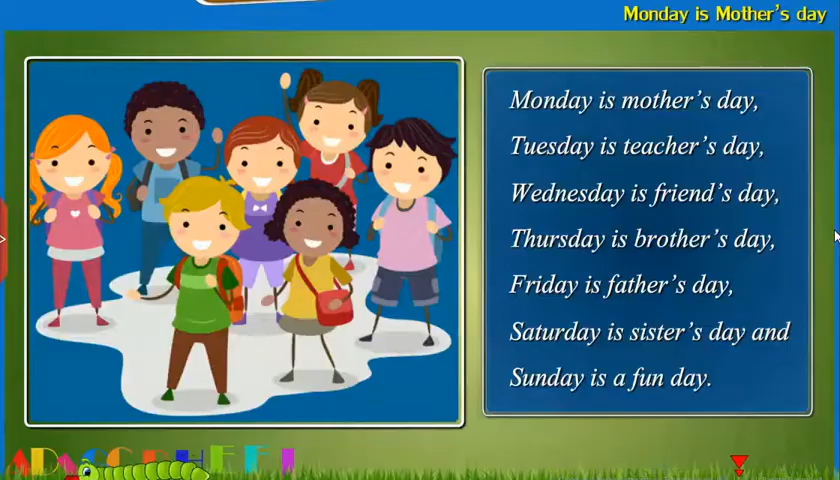 Monday is Mother's day
Monday is mother's day,
Tuesday is teacher's day,
Wednesday is friend's day,
Thursday is brother's day,
Friday is father's day,
Saturday is sister's day and
Sunday is a fun day.